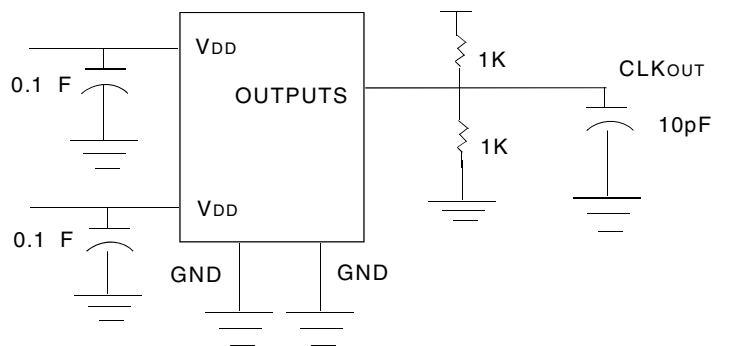 VDD
1K
CLKOUT
0.1 F
OUTPUTS
10pF
1K
VDD
0.1 F
GND
GND